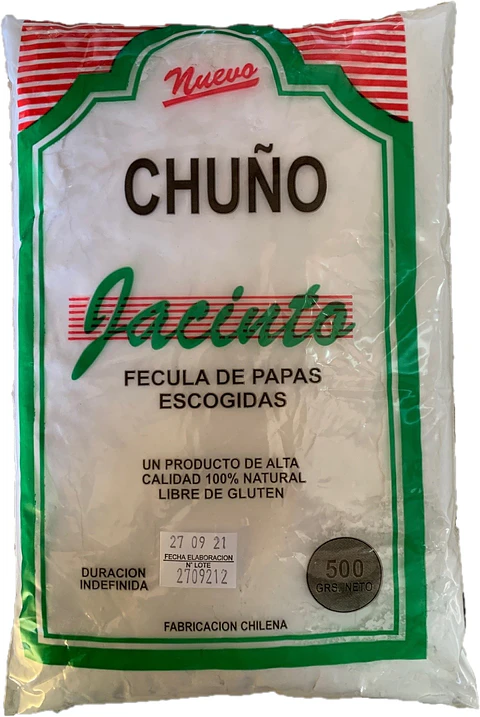 Nuevo
CHUÑO
Jacinto
FECULA DE PAPAS
ESCOGIDAS
UN PRODUCTO DE ALTA
CALIDAD 100% NATURAL
LIBRE DE GLUTEN
27 09 21
FECHA ELABORACION
N° LOTE
2709212
DURACION
INDEFINIDA
500
GRS. NETO
FABRICACION CHILENA